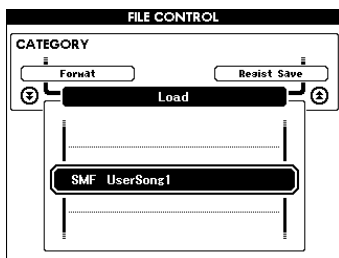 FILE CONTROL
CATEGORY
Format
Regist Save
Load
SMF UserSong1